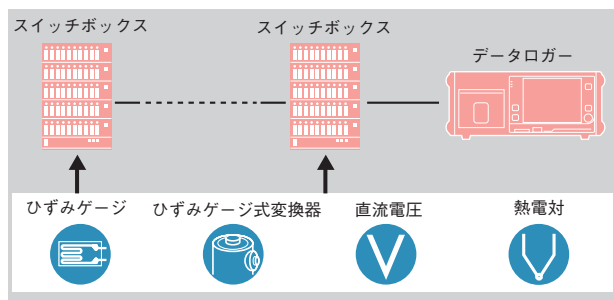 スイッチボックス
スイッチボックス
データロガー
ひずみゲージ
ひずみゲージ式変換器
直流電圧
熱電対
V